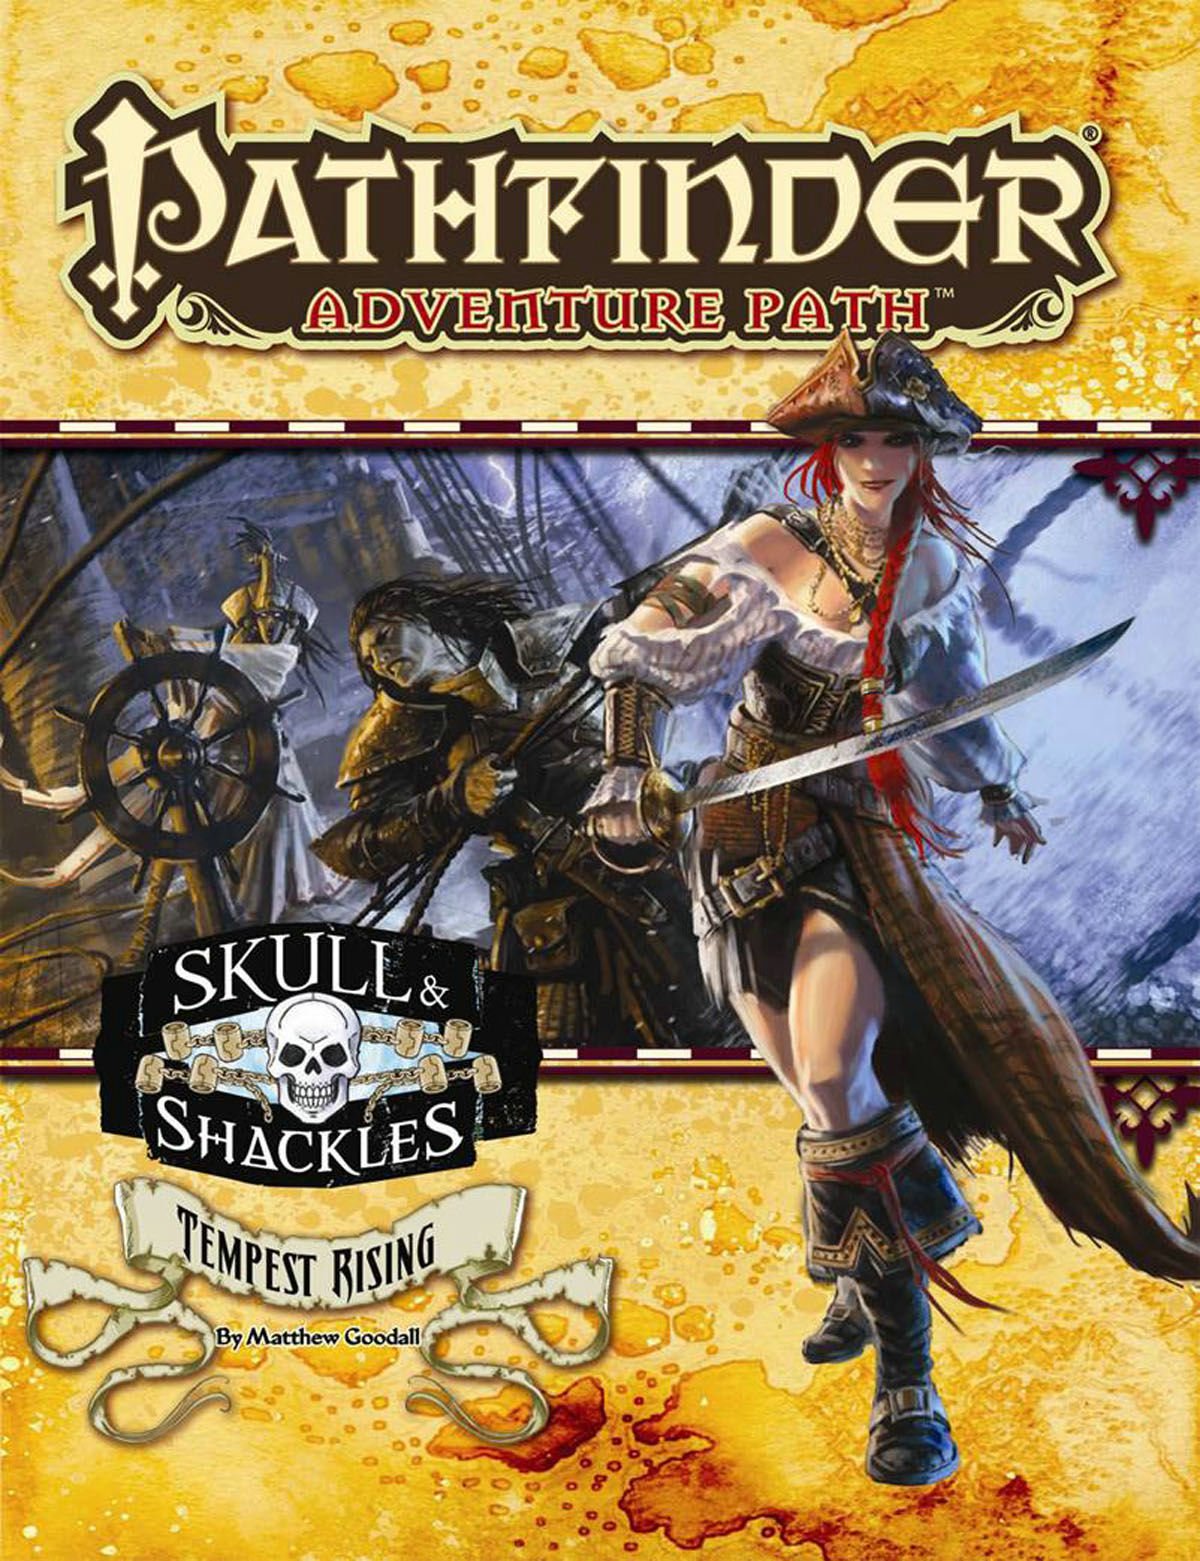 PATHFINDER®
ADVENTURE PATH™
SKULL &
SHACKLES
TEMPEST RISING
By Matthew Goodall